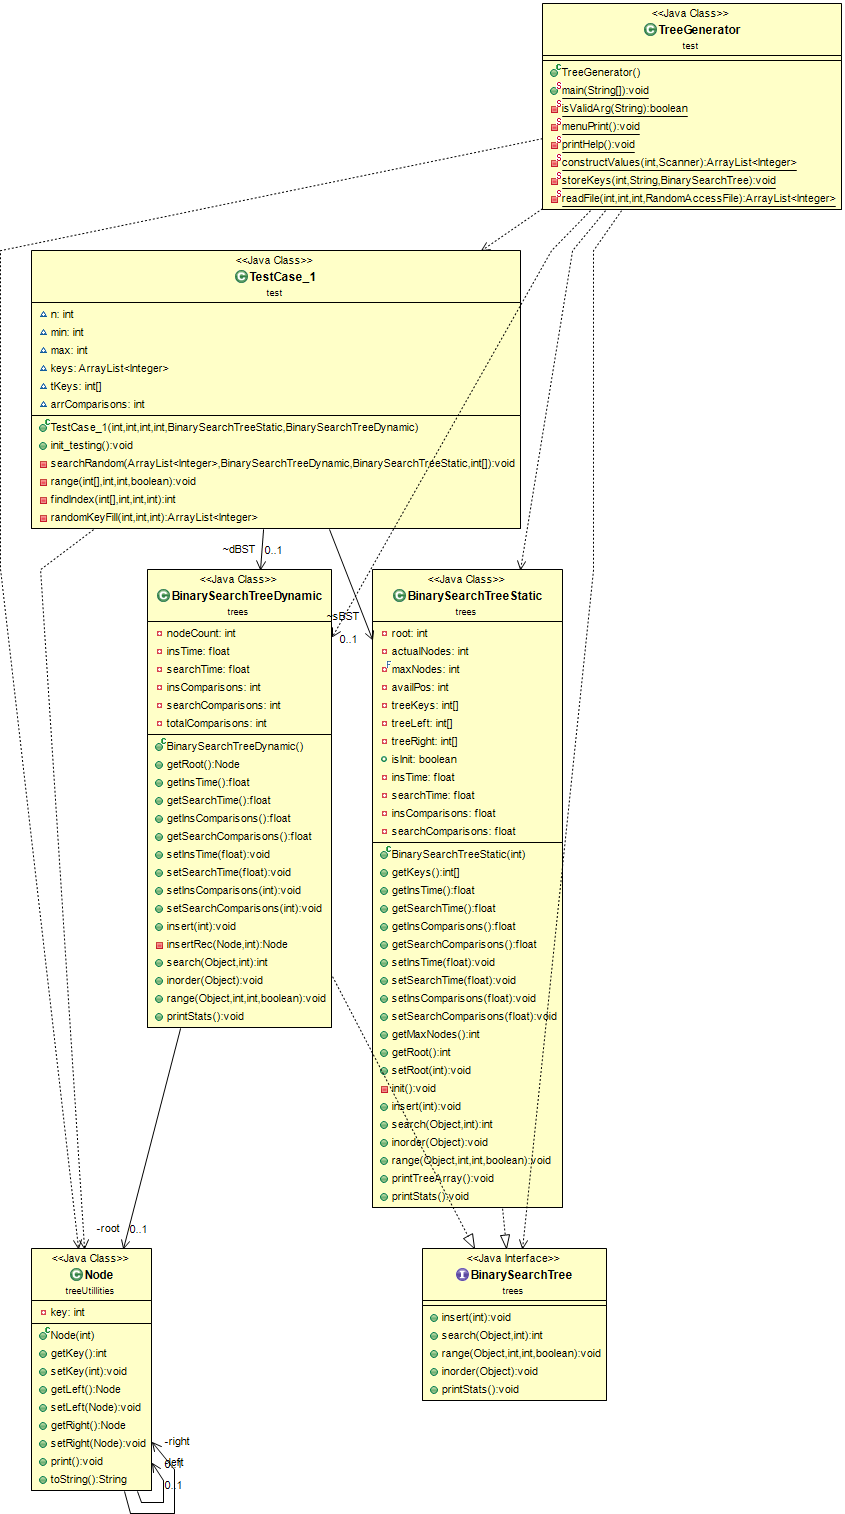 <<Java Class>>
TreeGenerator
test
TreeGenerator()
main(String[]):void
isValidArg(String):boolean
menuPrint():void
printHelp():void
constructValues(int,Scanner):ArrayList<Integer>
storeKeys(int,String,BinarySearchTree):void
readFile(int,int,int,RandomAccessFile):ArrayList<Integer>
<<Java Class>>
TestCase_1
test
n: int
min: int
max: int
keys: ArrayList<Integer>
tKeys: int[]
arrComparisons: int
TestCase_1(int,int,int,int,BinarySearchTreeStatic,BinarySearchTreeDynamic)
init_testing():void
searchRandom(ArrayList<Integer>,BinarySearchTreeDynamic,BinarySearchTreeStatic,int[]):void
range(int[],int,int,boolean):void
findIndex(int[],int,int,int):int
randomKeyFill(int,int,int):ArrayList<Integer>
~dBST 0..1
~sBST
0..1
<<Java Class>>
BinarySearchTreeDynamic
trees
nodeCount: int
insTime: float
searchTime: float
insComparisons: int
searchComparisons: int
totalComparisons: int
BinarySearchTreeDynamic()
getRoot():Node
getInsTime():float
getSearchTime():float
getInsComparisons():float
getSearchComparisons():float
setInsTime(float):void
setSearchTime(float):void
setInsComparisons(int):void
setSearchComparisons(int):void
insert(int):void
insertRec(Node,int):Node
search(Object,int):int
inorder(Object):void
range(Object,int,int,boolean):void
printStats():void
<<Java Class>>
BinarySearchTreeStatic
trees
root: int
actualNodes: int
maxNodes: int
availPos: int
treeKeys: int[]
treeLeft: int[]
treeRight: int[]
isInit: boolean
insTime: float
searchTime: float
insComparisons: float
searchComparisons: float
BinarySearchTreeStatic(int)
getKeys():int[]
getInsTime():float
getSearchTime():float
getInsComparisons():float
getSearchComparisons():float
setInsTime(float):void
setSearchTime(float):void
setInsComparisons(float):void
setSearchComparisons(float):void
getMaxNodes():int
getRoot():int
setRoot(int):void
init():void
insert(int):void
search(Object,int):int
inorder(Object):void
range(Object,int,int,boolean):void
printTreeArray():void
printStats():void
-root 0..1
<<Java Class>>
Node
treeUtillities
key: int
Node(int)
getKey():int
setKey(int):void
getLeft():Node
setLeft(Node):void
getRight():Node
setRight(Node):void
print():void
toString():String
-right
0..1
-left
0..1
<<Java Interface>>
BinarySearchTree
trees
insert(int):void
search(Object,int):int
range(Object,int,int,boolean):void
inorder(Object):void
printStats():void